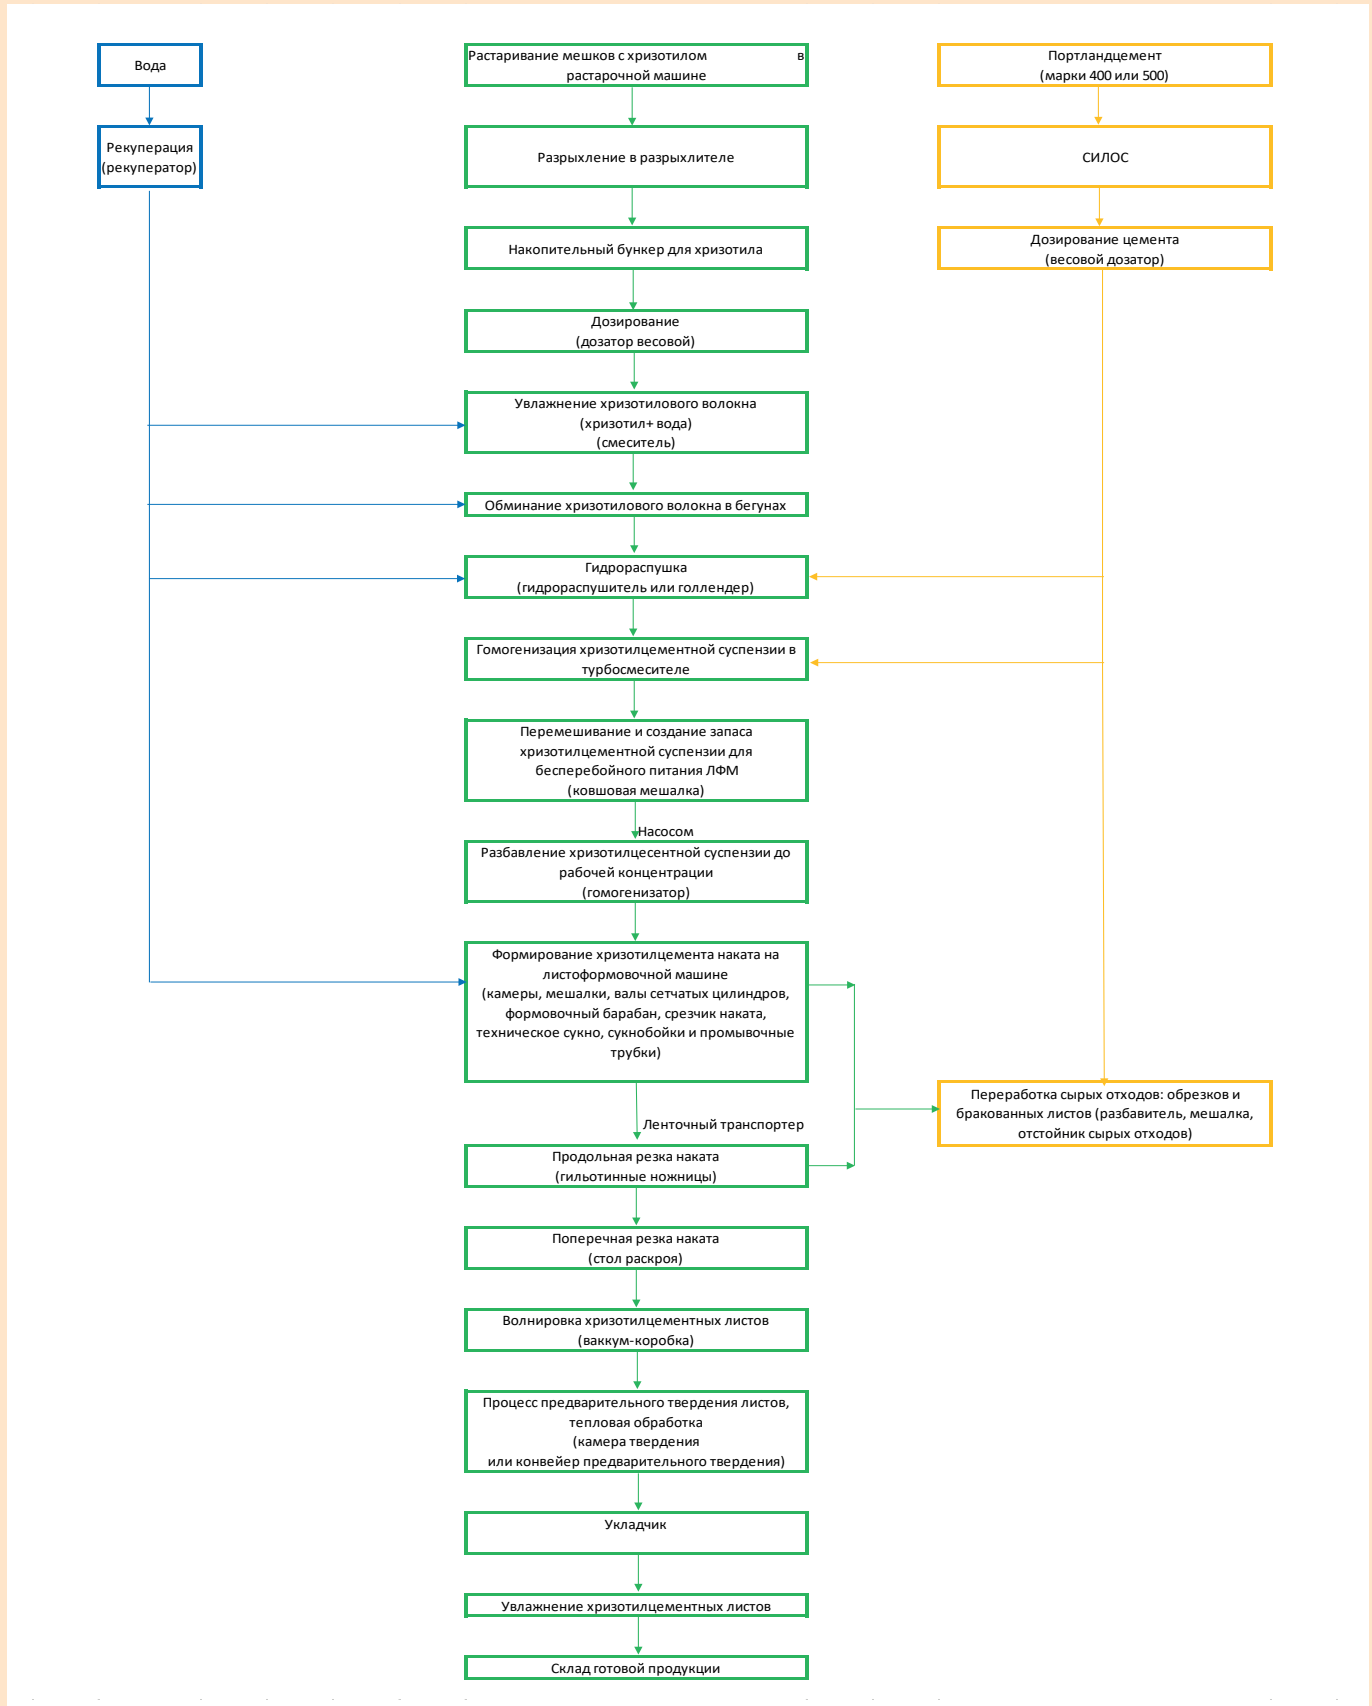 Вода
Рекуперация
(рекуператор)
Растаривание мешков с хризотилом в
растарочной машине
Разрыхление в разрыхлителе
Накопительный бункер для хризотила
Дозирование
(дозатор весовой)
Увлажнение хризотилового волокна
(хризотил+ вода)
(смеситель)
Обминание хризотилового волокна в бегунах
Гидрораспушка
(гидрораспушитель или голлендер)
Гомогенизация хризотилцементной суспензии в
турбосмесителе
Перемешивание и создание запаса
хризотилцементной суспензии для
бесперебойного питания ЛФМ
(ковшовая мешалка)
Насосом
Разбавление хризотилцесентной суспензии до
рабочей концентрации
(гомогенизатор)
Формирование хризотилцемента наката на
листоформовочной машине
(камеры, мешалки, валы сетчатых цилиндров,
формовочный барабан, срезчик наката,
техническое сукно, сукнобойки и промывочные
трубки)
Ленточный транспортер
Продольная резка наката
(гильотинные ножницы)
Поперечная резка наката
(стол раскроя)
Волнировка хризотилцементных листов
(ваккум-коробка)
Процесс предварительного твердения листов,
тепловая обработка
(камера твердения
или конвейер предварительного твердения)
Укладчик
Увлажнение хризотилцементных листов
Склад готовой продукции
Портландцемент
(марки 400 или 500)
СИЛОС
Дозирование цемента
(весовой дозатор)
Переработка сырых отходов: обрезков и
бракованных листов (разбавитель, мешалка,
отстойник сырых отходов)